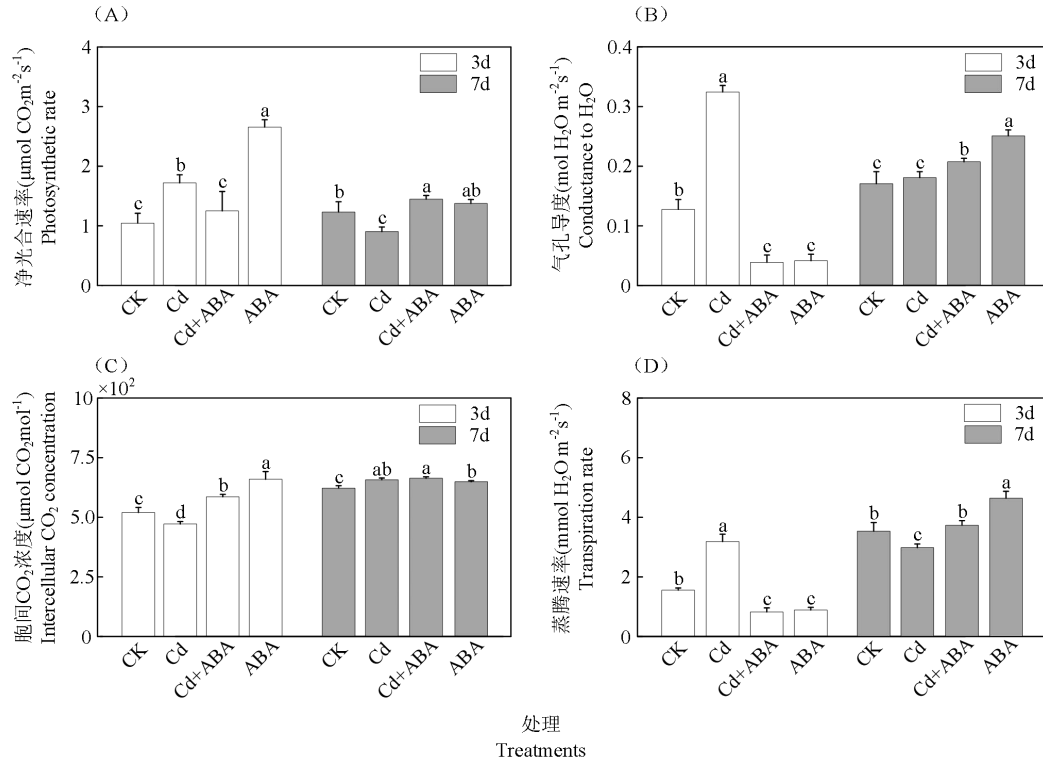 （A）
净光合速率(μmol CO₂m⁻²s⁻¹)
Photosynthetic rate
4
3
2
1
0
3d
7d
c
b
c
a
b
c
a
ab
CK
Cd
Cd+ABA
ABA
CK
Cd
Cd+ABA
ABA
（B）
气孔导度(mol H₂O m⁻²s⁻¹)
Conductance to H₂O
0.4
0.3
0.2
0.1
0
3d
7d
b
a
c
c
c
c
b
a
CK
Cd
Cd+ABA
ABA
CK
Cd
Cd+ABA
ABA
（C）
胞间CO₂浓度(μmol CO₂mol⁻¹)
Intercellular CO₂ concentration
×10²
10
7.5
5.0
2.5
0
3d
7d
c
d
b
a
c
ab
a
b
CK
Cd
Cd+ABA
ABA
CK
Cd
Cd+ABA
ABA
（D）
蒸腾速率(mmol H₂O m⁻²s⁻¹)
Transpiration rate
8
6
4
2
0
3d
7d
b
a
c
c
b
c
b
a
CK
Cd
Cd+ABA
ABA
CK
Cd
Cd+ABA
ABA
处理
Treatments